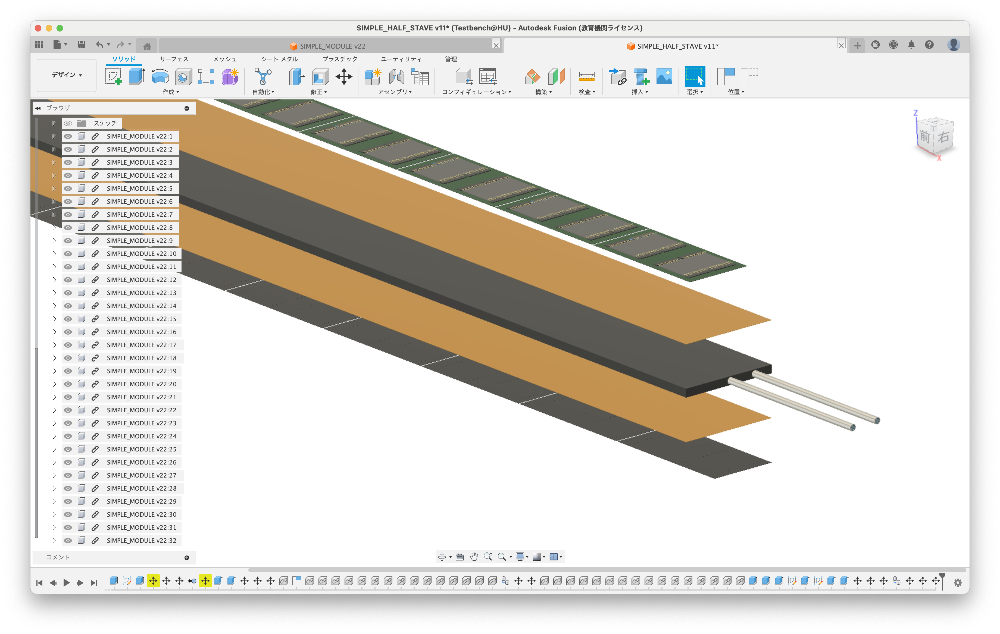 SIMPLE_HALF_STAVE v11* (Testbench@HU) - Autodesk Fusion (教育機関ライセンス)
SIMPLE_MODULE v22
SIMPLE_HALF_STAVE v11*
ソリッド サーフェス メッシュ シート メタル プラスチック ユーティリティ 管理
デザイン
作成 自動化 修正 アセンブリ コンフィギュレーション 構築 検査 挿入 選択 位置
ブラウザ
スケッチ
SIMPLE_MODULE v22:1
SIMPLE_MODULE v22:2
SIMPLE_MODULE v22:3
SIMPLE_MODULE v22:4
SIMPLE_MODULE v22:5
SIMPLE_MODULE v22:6
SIMPLE_MODULE v22:7
SIMPLE_MODULE v22:8
SIMPLE_MODULE v22:9
SIMPLE_MODULE v22:10
SIMPLE_MODULE v22:11
SIMPLE_MODULE v22:12
SIMPLE_MODULE v22:13
SIMPLE_MODULE v22:14
SIMPLE_MODULE v22:15
SIMPLE_MODULE v22:16
SIMPLE_MODULE v22:17
SIMPLE_MODULE v22:18
SIMPLE_MODULE v22:19
SIMPLE_MODULE v22:20
SIMPLE_MODULE v22:21
SIMPLE_MODULE v22:22
SIMPLE_MODULE v22:23
SIMPLE_MODULE v22:24
SIMPLE_MODULE v22:25
SIMPLE_MODULE v22:26
SIMPLE_MODULE v22:27
SIMPLE_MODULE v22:28
SIMPLE_MODULE v22:29
SIMPLE_MODULE v22:30
SIMPLE_MODULE v22:31
SIMPLE_MODULE v22:32
コメント
Z
前 右
X